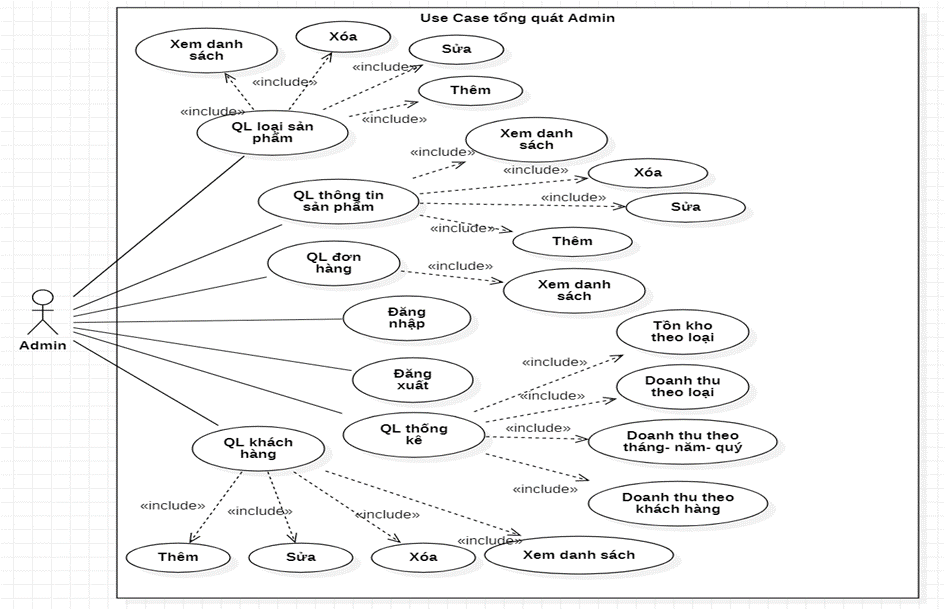 Use Case tổng quát Admin
Xem danh
sách
Xóa
Sửa
Thêm
«include»
«include»
«include»
«include»
QL loại sản
phẩm
Xem danh
sách
Xóa
Sửa
Thêm
«include»
«include»
«include»
«include»
QL thông tin
sản phẩm
QL đơn
hàng
«include»
Xem danh
sách
Admin
Đăng
nhập
Đăng
xuất
QL thống
kê
«include»
«include»
«include»
«include»
Tồn kho
theo loại
Doanh thu
theo loại
Doanh thu theo
tháng- năm- quý
Doanh thu theo
khách hàng
QL khách
hàng
«include»
«include»
«include»
«include»
Thêm
Sửa
Xóa
Xem danh sách